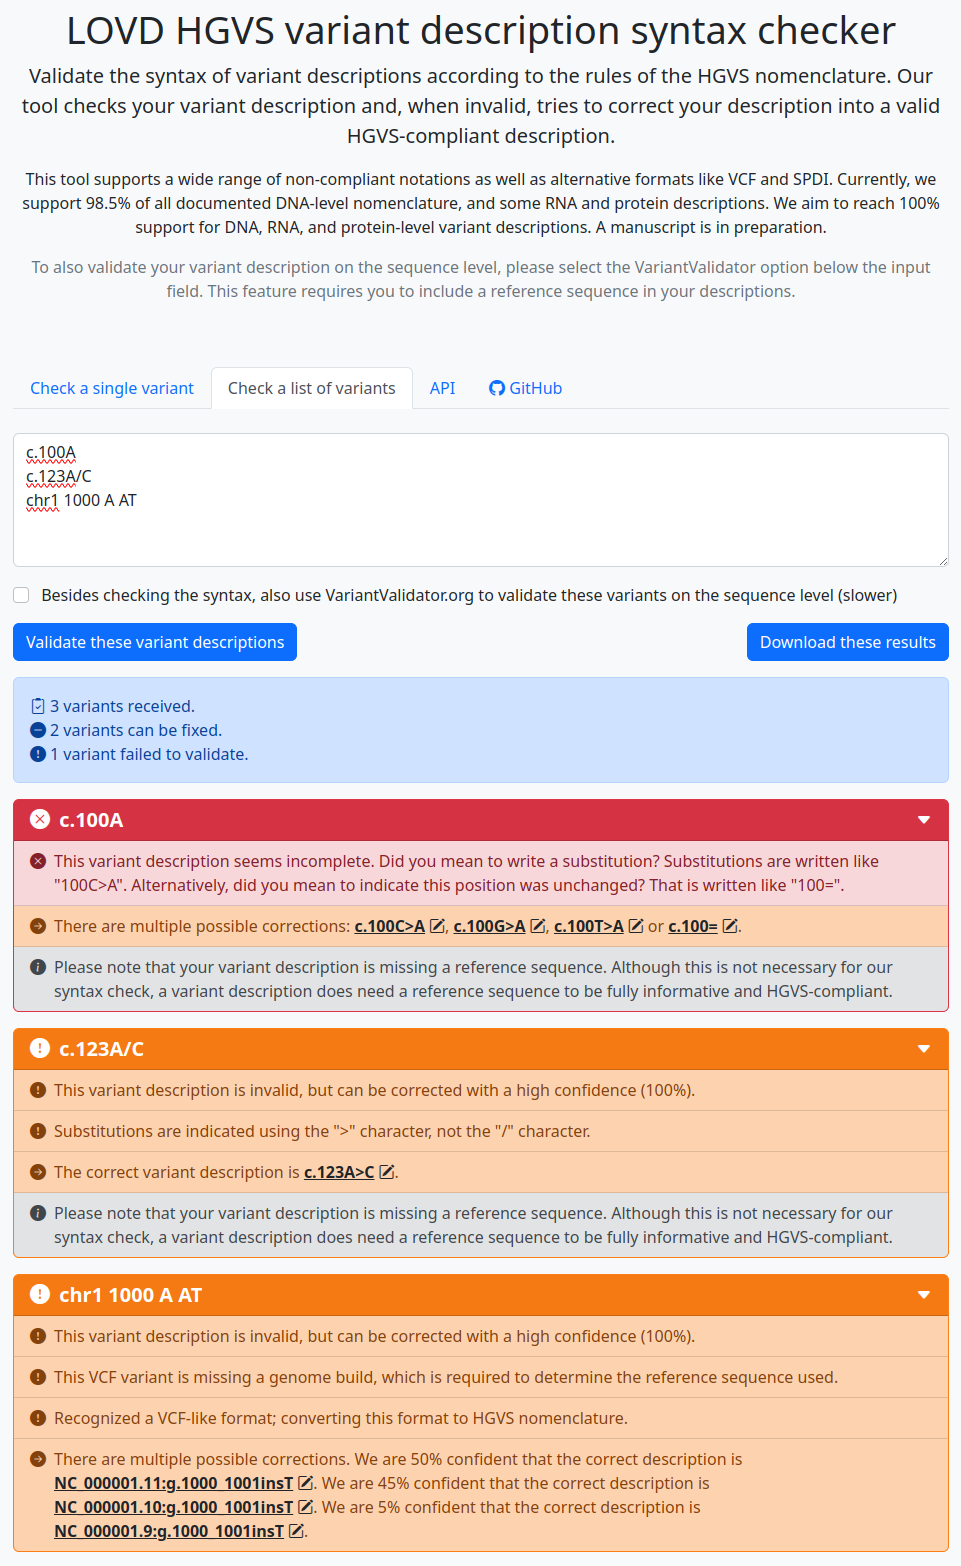 LOVD HGVS variant description syntax checker
Validate the syntax of variant descriptions according to the rules of the HGVS nomenclature. Our
tool checks your variant description and, when invalid, tries to correct your description into a valid
HGVS-compliant description.
This tool supports a wide range of non-compliant notations as well as alternative formats like VCF and SPDI. Currently, we
support 98.5% of all documented DNA-level nomenclature, and some RNA and protein descriptions. We aim to reach 100%
support for DNA, RNA, and protein-level variant descriptions. A manuscript is in preparation.
To also validate your variant description on the sequence level, please select the VariantValidator option below the input
field. This feature requires you to include a reference sequence in your descriptions.
Check a single variant Check a list of variants API GitHub
c.100A
c.123A/C
chr1 1000 A AT
Besides checking the syntax, also use VariantValidator.org to validate these variants on the sequence level (slower)
Validate these variant descriptions Download these results
3 variants received.
2 variants can be fixed.
1 variant failed to validate.
c.100A
This variant description seems incomplete. Did you mean to write a substitution? Substitutions are written like
"100C>A". Alternatively, did you mean to indicate this position was unchanged? That is written like "100=".
There are multiple possible corrections: c.100C>A, c.100G>A, c.100T>A or c.100=.
Please note that your variant description is missing a reference sequence. Although this is not necessary for our
syntax check, a variant description does need a reference sequence to be fully informative and HGVS-compliant.
c.123A/C
This variant description is invalid, but can be corrected with a high confidence (100%).
Substitutions are indicated using the ">" character, not the "/" character.
The correct variant description is c.123A>C.
Please note that your variant description is missing a reference sequence. Although this is not necessary for our
syntax check, a variant description does need a reference sequence to be fully informative and HGVS-compliant.
chr1 1000 A AT
This variant description is invalid, but can be corrected with a high confidence (100%).
This VCF variant is missing a genome build, which is required to determine the reference sequence used.
Recognized a VCF-like format; converting this format to HGVS nomenclature.
There are multiple possible corrections. We are 50% confident that the correct description is
NC_000001.11:g.1000_1001insT. We are 45% confident that the correct description is
NC_000001.10:g.1000_1001insT. We are 5% confident that the correct description is
NC_000001.9:g.1000_1001insT.